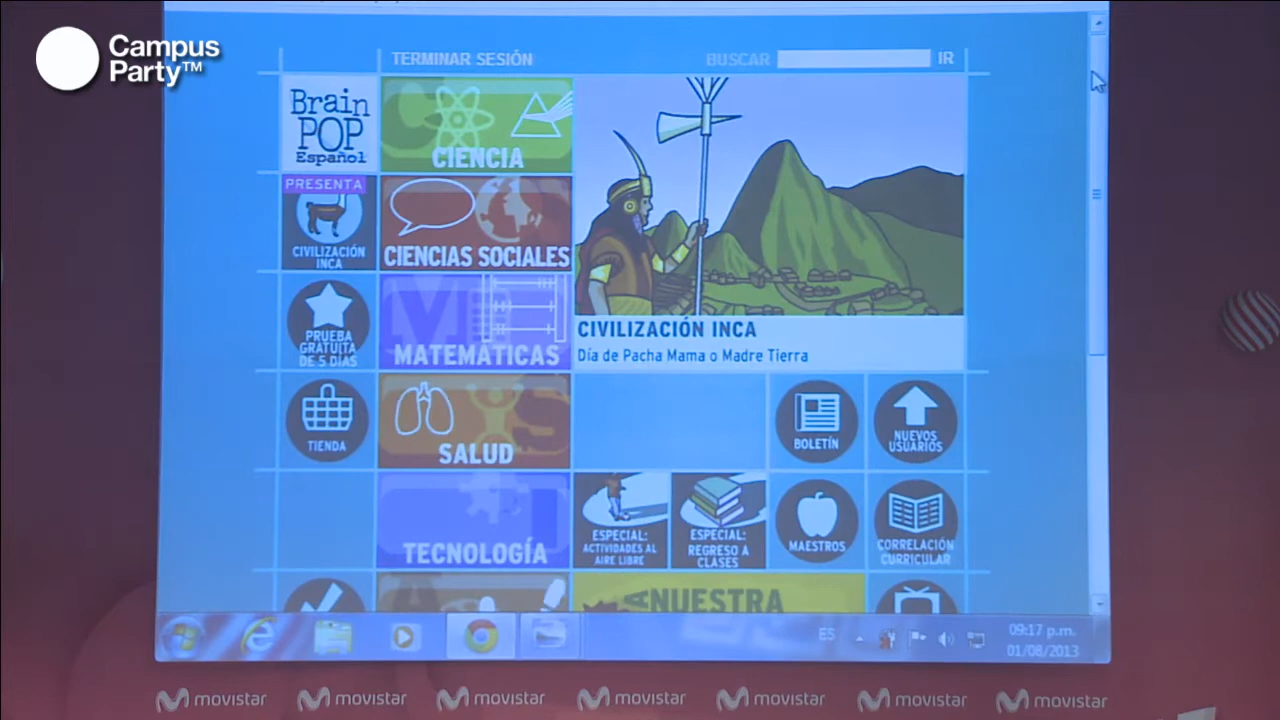 Campus
Party™
TERMINAR SESIÓN
BUSCAR
IR
Brain
POP
Español
CIENCIA
PRESENTA
CIVILIZACIÓN
INCA
CIENCIAS SOCIALES
PRUEBA
GRATUITA
DE 5 DÍAS
MATEMÁTICAS
CIVILIZACIÓN INCA
Día de Pacha Mama o Madre Tierra
TIENDA
SALUD
BOLETÍN
NUEVOS
USUARIOS
TECNOLOGÍA
ESPECIAL:
ACTIVIDADES AL
AIRE LIBRE
ESPECIAL:
REGRESO A
CLASES
MAESTROS
CORRELACIÓN
CURRICULAR
NUESTRA
ES
09:17 p.m.
01/08/2013
movistar movistar movistar movistar movistar movistar movistar